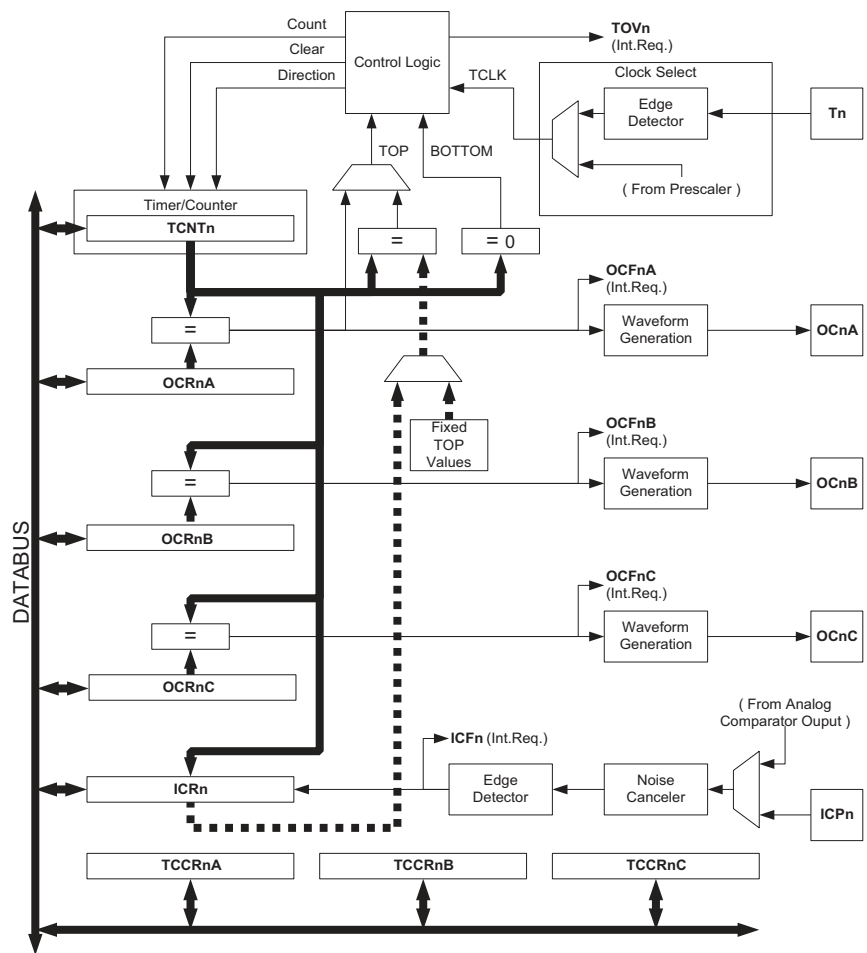 Count
Clear
Direction
Control Logic
TOVn
(Int.Req.)
Clock Select
TCLK
Edge
Detector
Tn
( From Prescaler )
TOP
BOTTOM
Timer/Counter
TCNTn
=
= 0
OCFnA
(Int.Req.)
=
Waveform
Generation
OCnA
OCRnA
Fixed
TOP
Values
OCFnB
(Int.Req.)
=
Waveform
Generation
OCnB
OCRnB
DATABUS
OCFnC
(Int.Req.)
=
Waveform
Generation
OCnC
OCRnC
( From Analog
Comparator Ouput )
ICFn (Int.Req.)
ICRn
Edge
Detector
Noise
Canceler
ICPn
TCCRnA
TCCRnB
TCCRnC